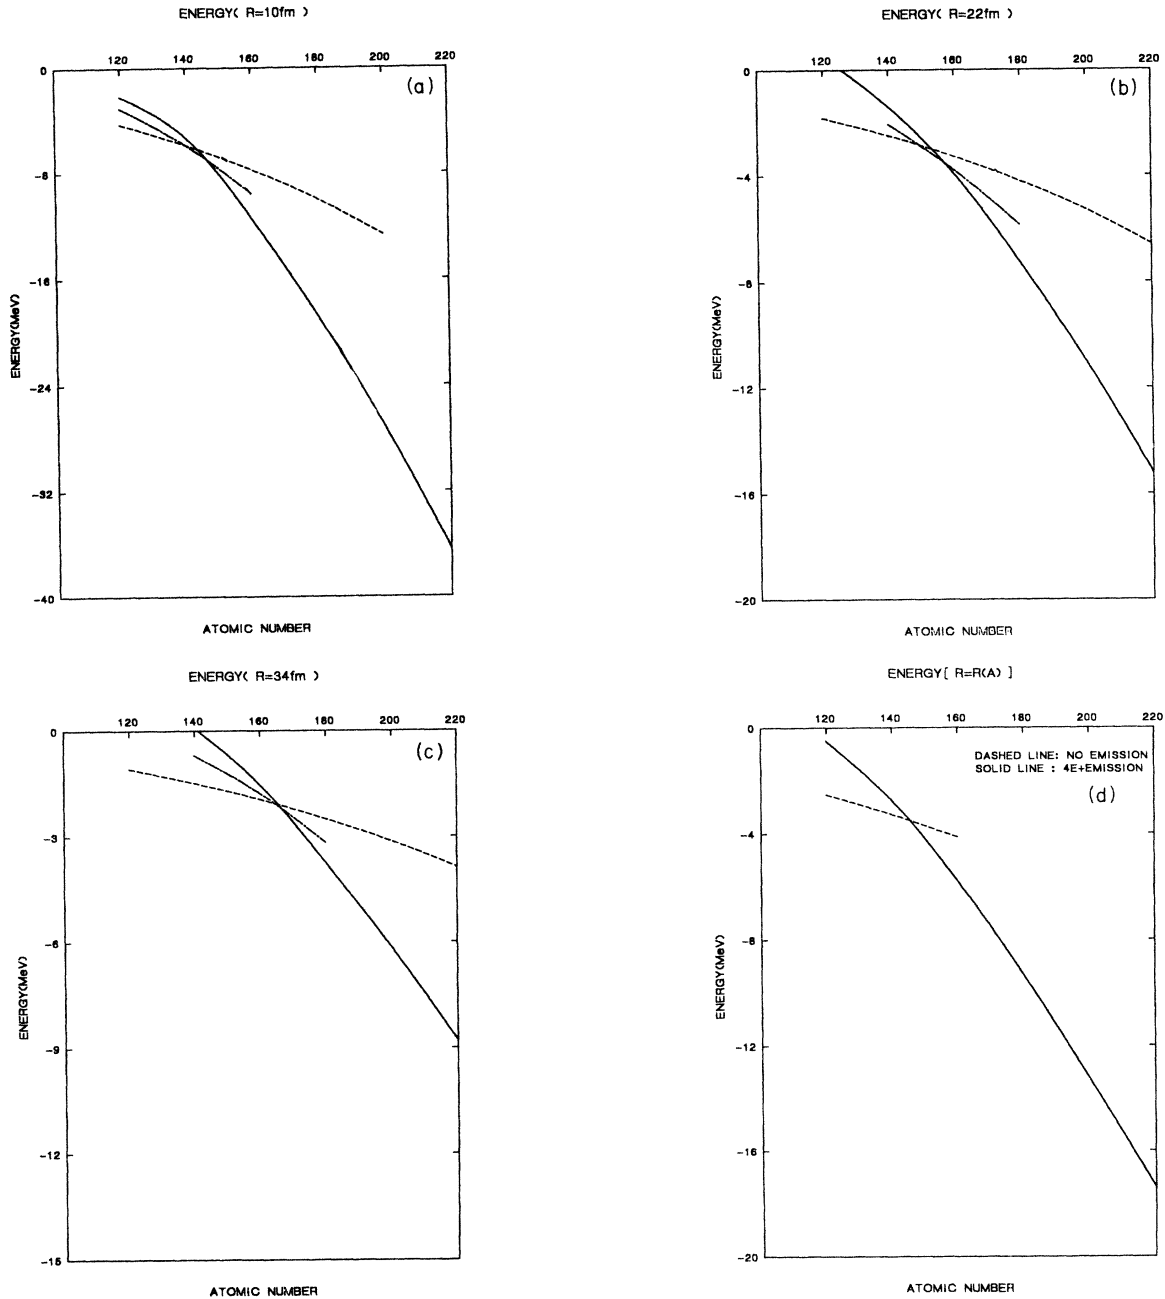 ENERGY( R=10fm )
120 140 160 180 200 220
0
-8
-16
-24
-32
-40
(a)
ENERGY(MeV)
ATOMIC NUMBER
ENERGY( R=22fm )
120 140 160 180 200 220
0
-4
-8
-12
-16
-20
(b)
ENERGY(MeV)
ATOMIC NUMBER
ENERGY( R=34fm )
120 140 160 180 200 220
0
-3
-6
-9
-12
-15
(c)
ENERGY(MeV)
ATOMIC NUMBER
ENERGY[ R=R(A) ]
120 140 160 180 200 220
0
-4
-8
-12
-16
-20
DASHED LINE: NO EMISSION
SOLID LINE : 4E+EMISSION
(d)
ENERGY(MeV)
ATOMIC NUMBER